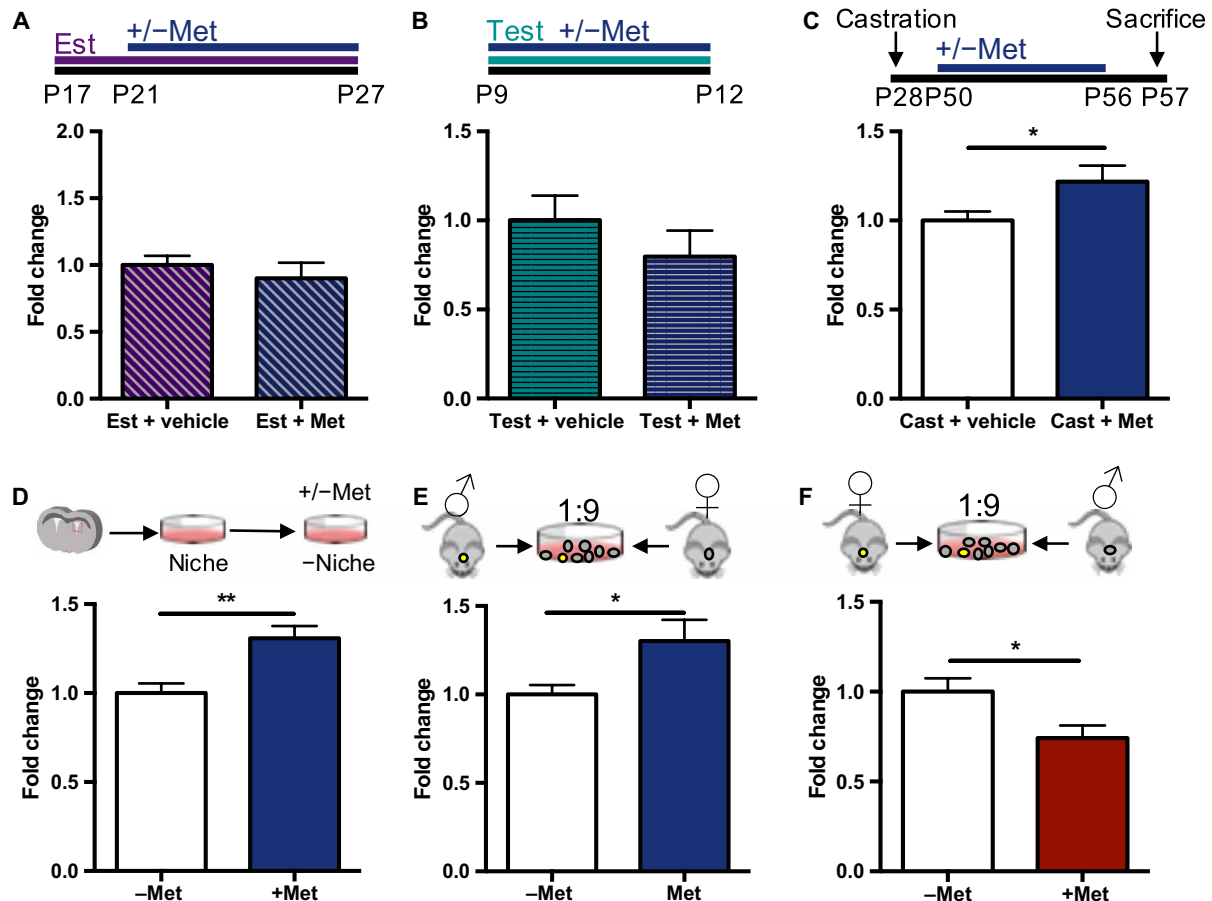 A
Est
+/−Met
P17 P21 P27
Fold change
2.0
1.5
1.0
0.5
0.0
Est + vehicle Est + Met
B
Test +/−Met
P9 P12
Fold change
1.5
1.0
0.5
0.0
Test + vehicle Test + Met
C
Castration Sacrifice
+/−Met
P28 P50 P56 P57
*
Fold change
1.5
1.0
0.5
0.0
Cast + vehicle Cast + Met
D
+/−Met
Niche −Niche
**
Fold change
1.5
1.0
0.5
0.0
−Met +Met
E
1:9
*
Fold change
1.5
1.0
0.5
0.0
−Met Met
F
1:9
*
Fold change
1.5
1.0
0.5
0.0
−Met +Met